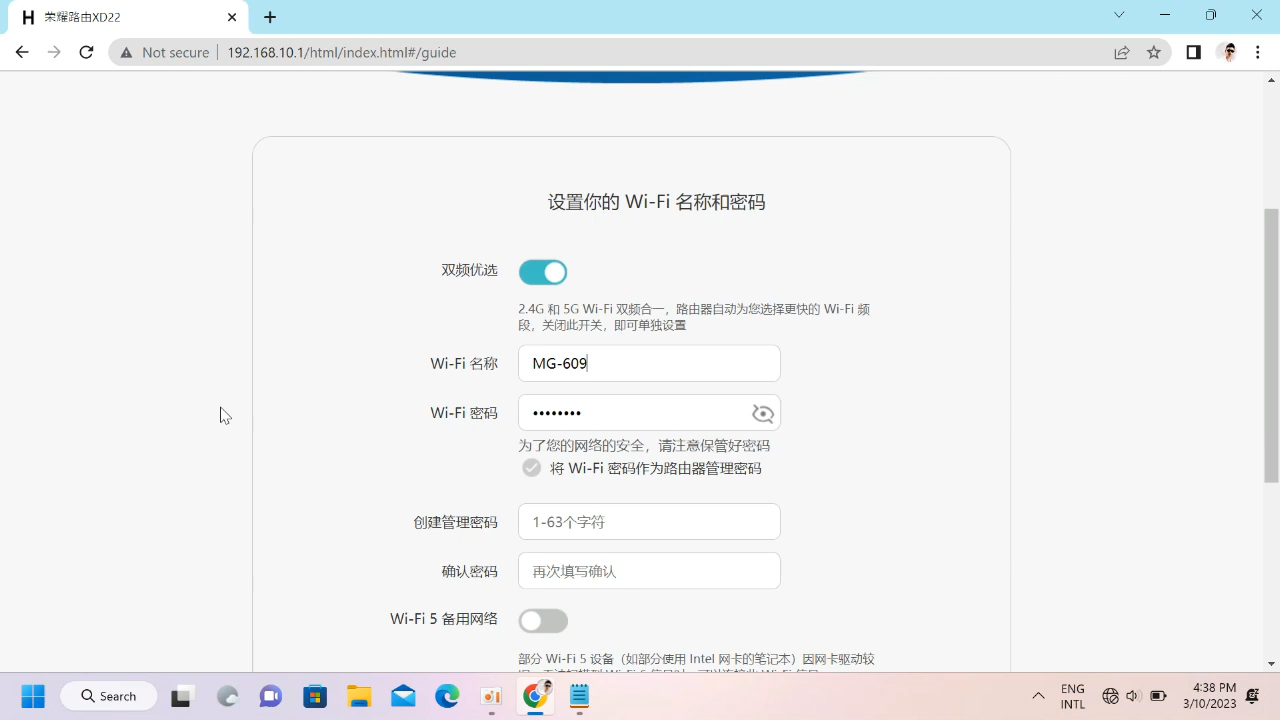 荣耀路由XD22
Not secure
192.168.10.1/html/index.html#/guide
设置你的 Wi-Fi 名称和密码
双频优选
2.4G 和 5G Wi-Fi 双频合一，路由器自动为您选择更快的 Wi-Fi 频
段，关闭此开关，即可单独设置
Wi-Fi 名称
MG-609
Wi-Fi 密码
••••••••
为了您的网络的安全，请注意保管好密码
将 Wi-Fi 密码作为路由器管理密码
创建管理密码
1-63个字符
确认密码
再次填写确认
Wi-Fi 5 备用网络
部分 Wi-Fi 5 设备（如部分使用 Intel 网卡的笔记本）因网卡驱动较
Search
ENG
INTL
4:38 PM
3/10/2023